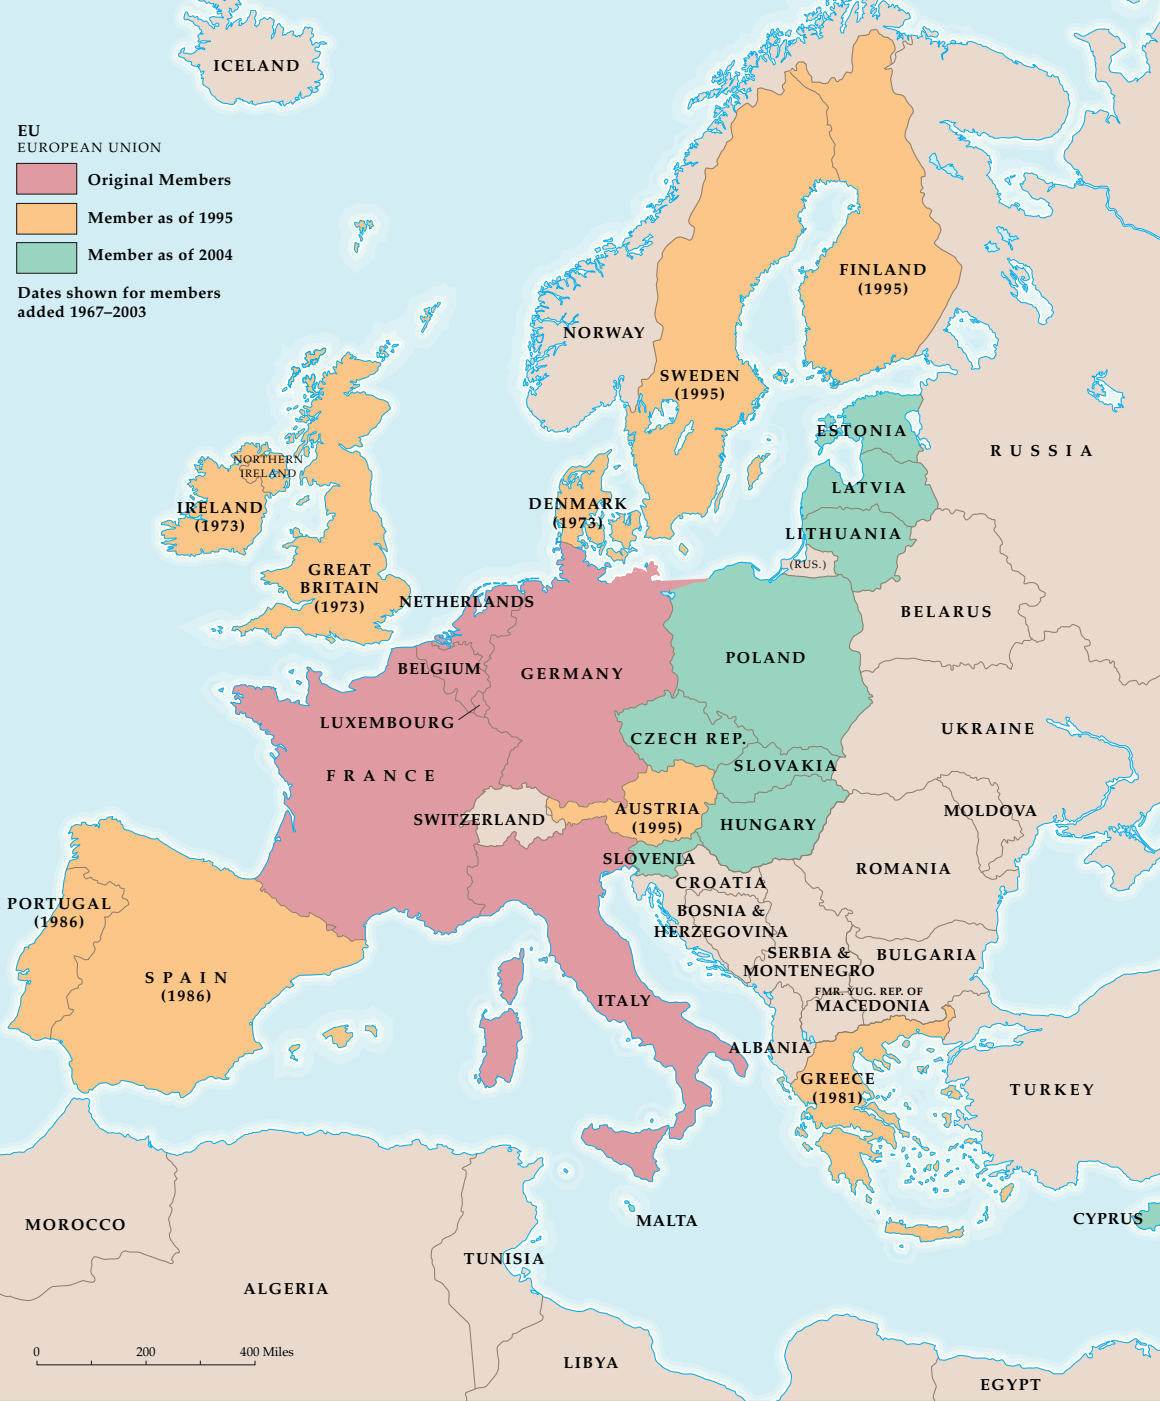 ICELAND
EU
EUROPEAN UNION
Original Members
Member as of 1995
Member as of 2004
Dates shown for members
added 1967–2003
FINLAND
(1995)
NORWAY
SWEDEN
(1995)
ESTONIA
RUSSIA
NORTHERN
IRELAND
LATVIA
IRELAND
(1973)
DENMARK
(1973)
LITHUANIA
(RUS.)
GREAT
BRITAIN
(1973)
NETHERLANDS
BELARUS
BELGIUM
GERMANY
POLAND
LUXEMBOURG
UKRAINE
CZECH REP.
SLOVAKIA
FRANCE
SWITZERLAND
AUSTRIA
(1995)
HUNGARY
MOLDOVA
SLOVENIA
ROMANIA
CROATIA
PORTUGAL
(1986)
BOSNIA &
HERZEGOVINA
SERBIA &
MONTENEGRO
BULGARIA
SPAIN
(1986)
FMR. YUG. REP. OF
MACEDONIA
ITALY
ALBANIA
GREECE
(1981)
TURKEY
MOROCCO
MALTA
CYPRUS
TUNISIA
ALGERIA
0 200 400 Miles
LIBYA
EGYPT